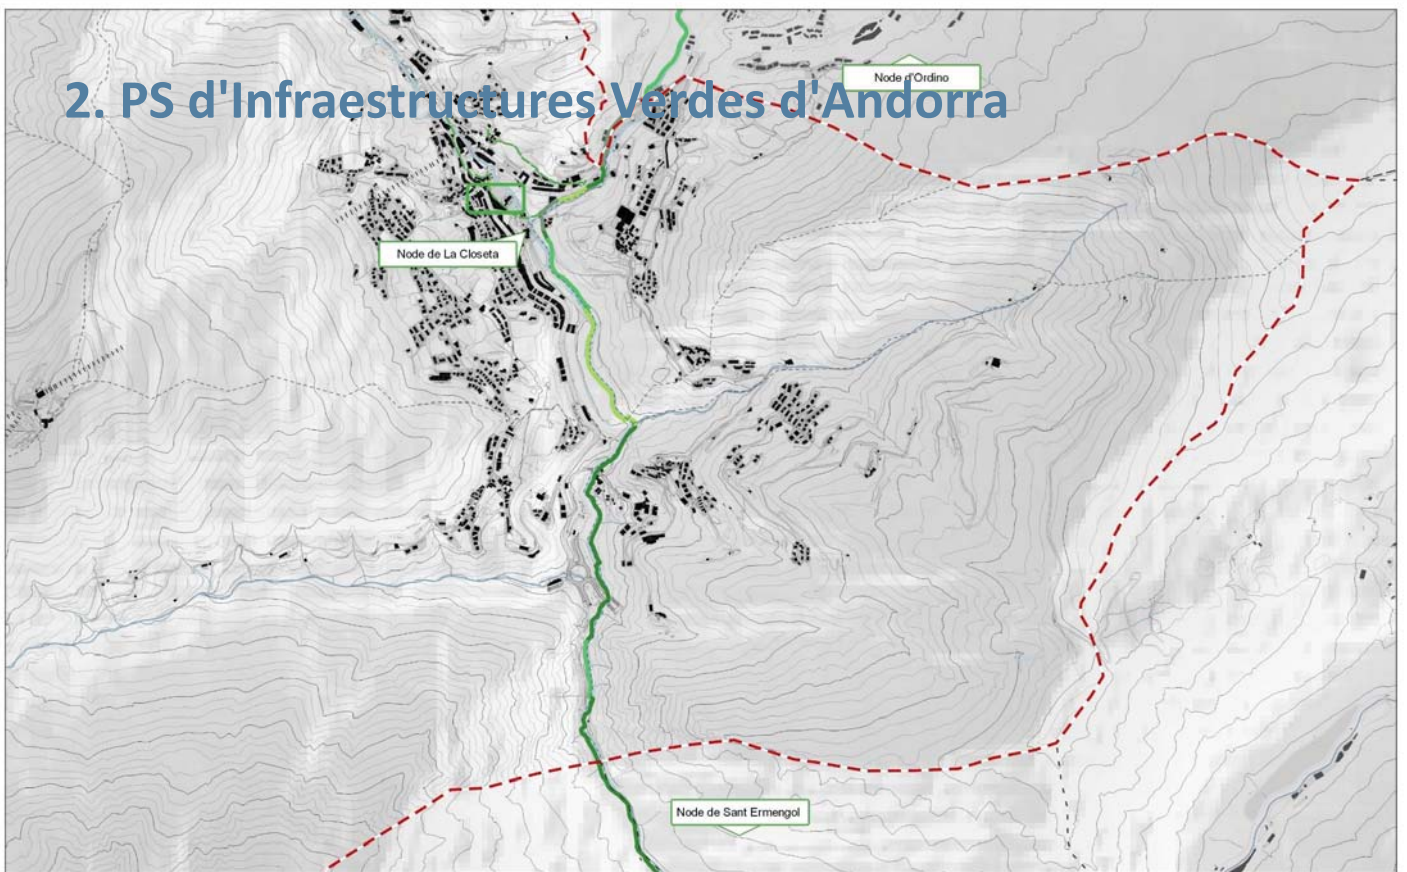 Node d'Ordino
2. PS d'Infraestructures Verdes d'Andorra
Node de La Closeta
Node de Sant Ermengol